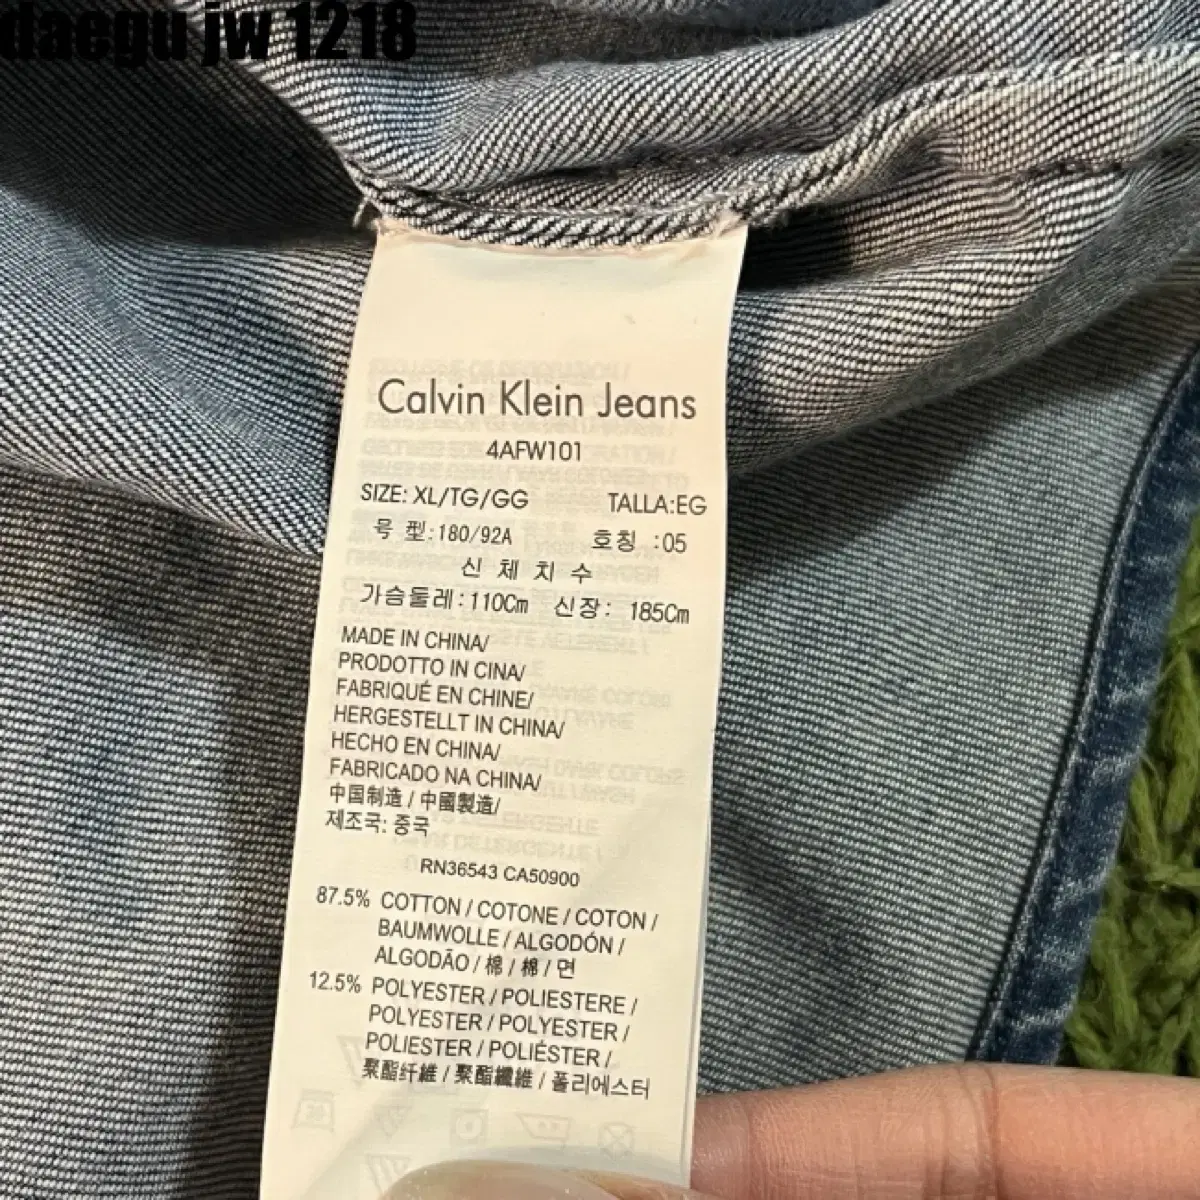 daegu jw 1218
Calvin Klein Jeans
4AFW101
SIZE: XL/TG/GG TALLA:EG
号 型:180/92A 호칭 :05
신 체 치 수
가슴둘레:110Cm 신장: 185Cm
MADE IN CHINA/
PRODOTTO IN CINA/
FABRIQUÉ EN CHINE/
HERGESTELLT IN CHINA/
HECHO EN CHINA/
FABRICADO NA CHINA/
中国制造 / 中國製造/
제조국: 중국
RN36543 CA50900
87.5% COTTON / COTONE / COTON /
BAUMWOLLE / ALGODÓN /
ALGODÃO / 棉 / 棉 / 면
12.5% POLYESTER / POLIESTERE /
POLYESTER / POLYESTER /
POLIESTER / POLIÉSTER /
聚酯纤維 / 聚酯纖維 / 폴리에스터